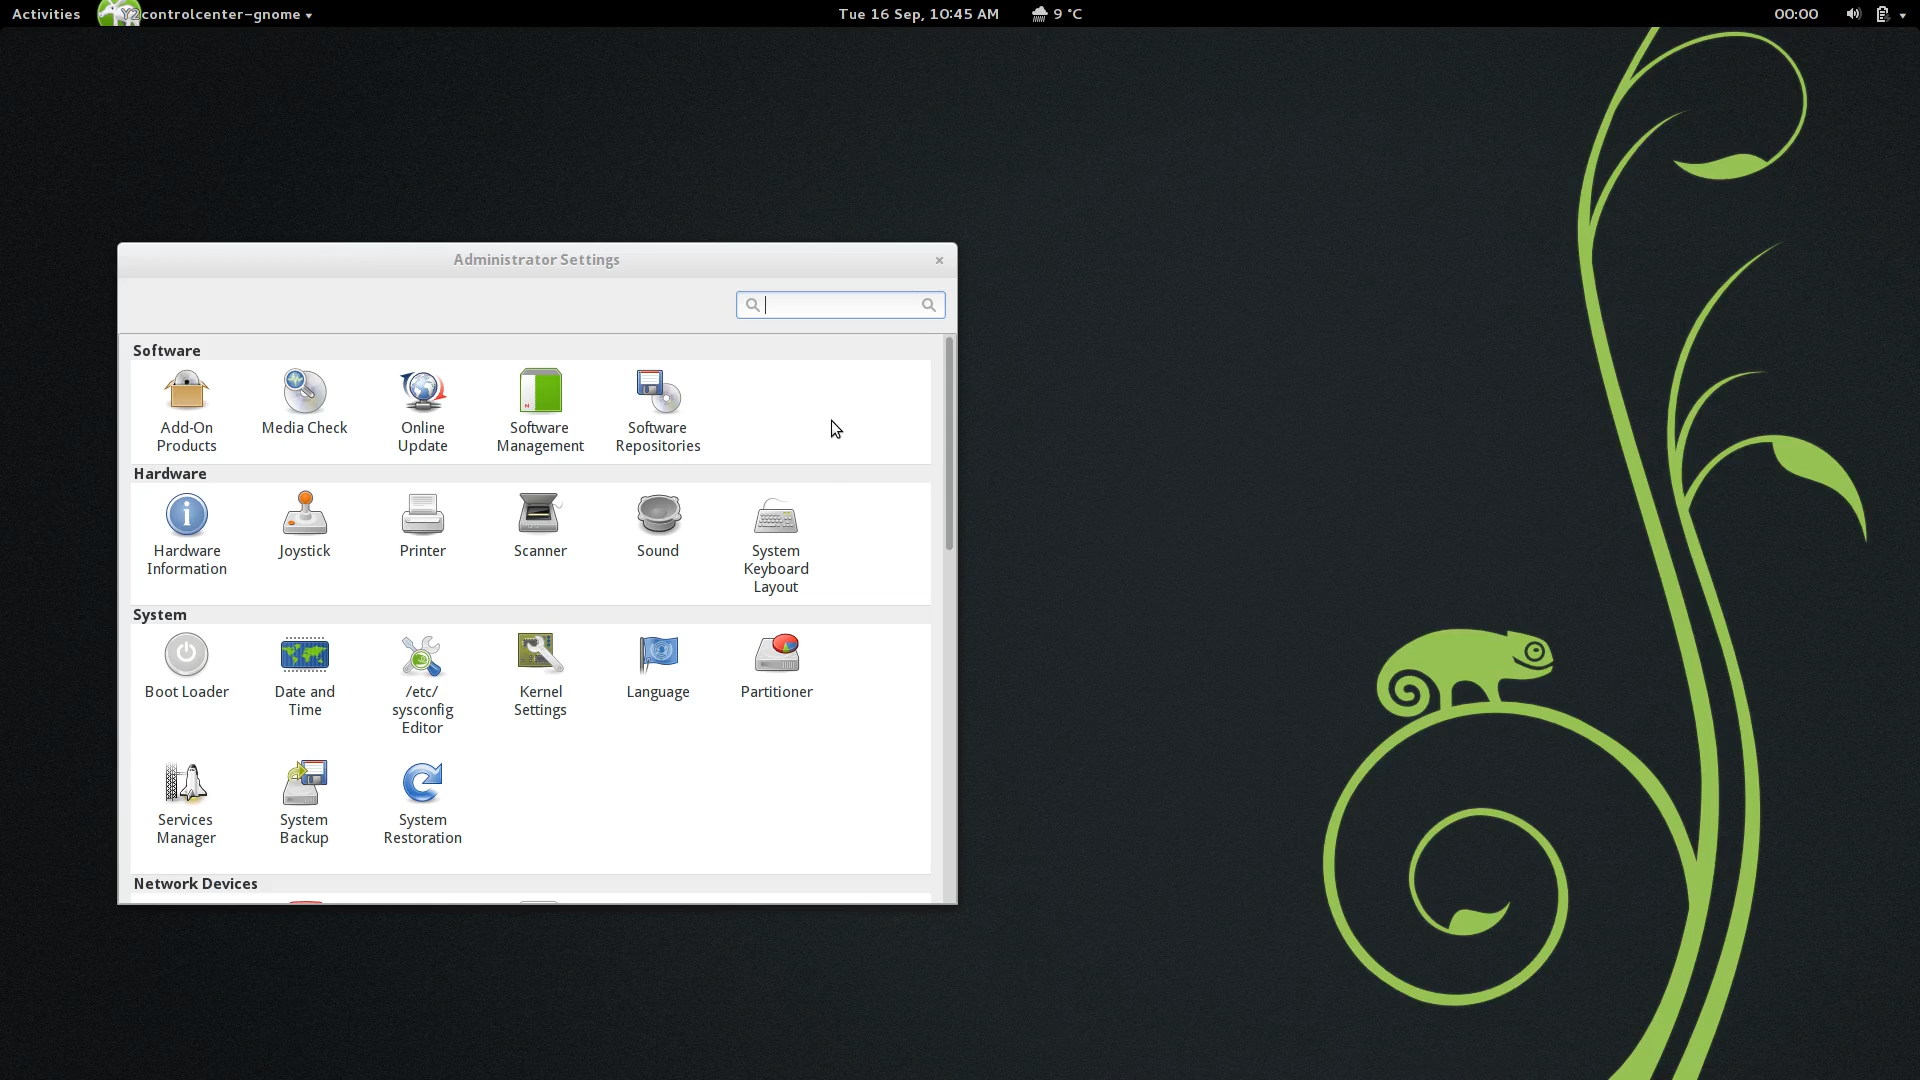 Activities
Y2controlcenter-gnome
Tue 16 Sep, 10:45 AM
9 °C
00:00
Administrator Settings
Software
Add-On
Products
Media Check
Online
Update
Software
Management
Software
Repositories
Hardware
Hardware
Information
Joystick
Printer
Scanner
Sound
System
Keyboard
Layout
System
Boot Loader
Date and
Time
/etc/
sysconfig
Editor
Kernel
Settings
Language
Partitioner
Services
Manager
System
Backup
System
Restoration
Network Devices